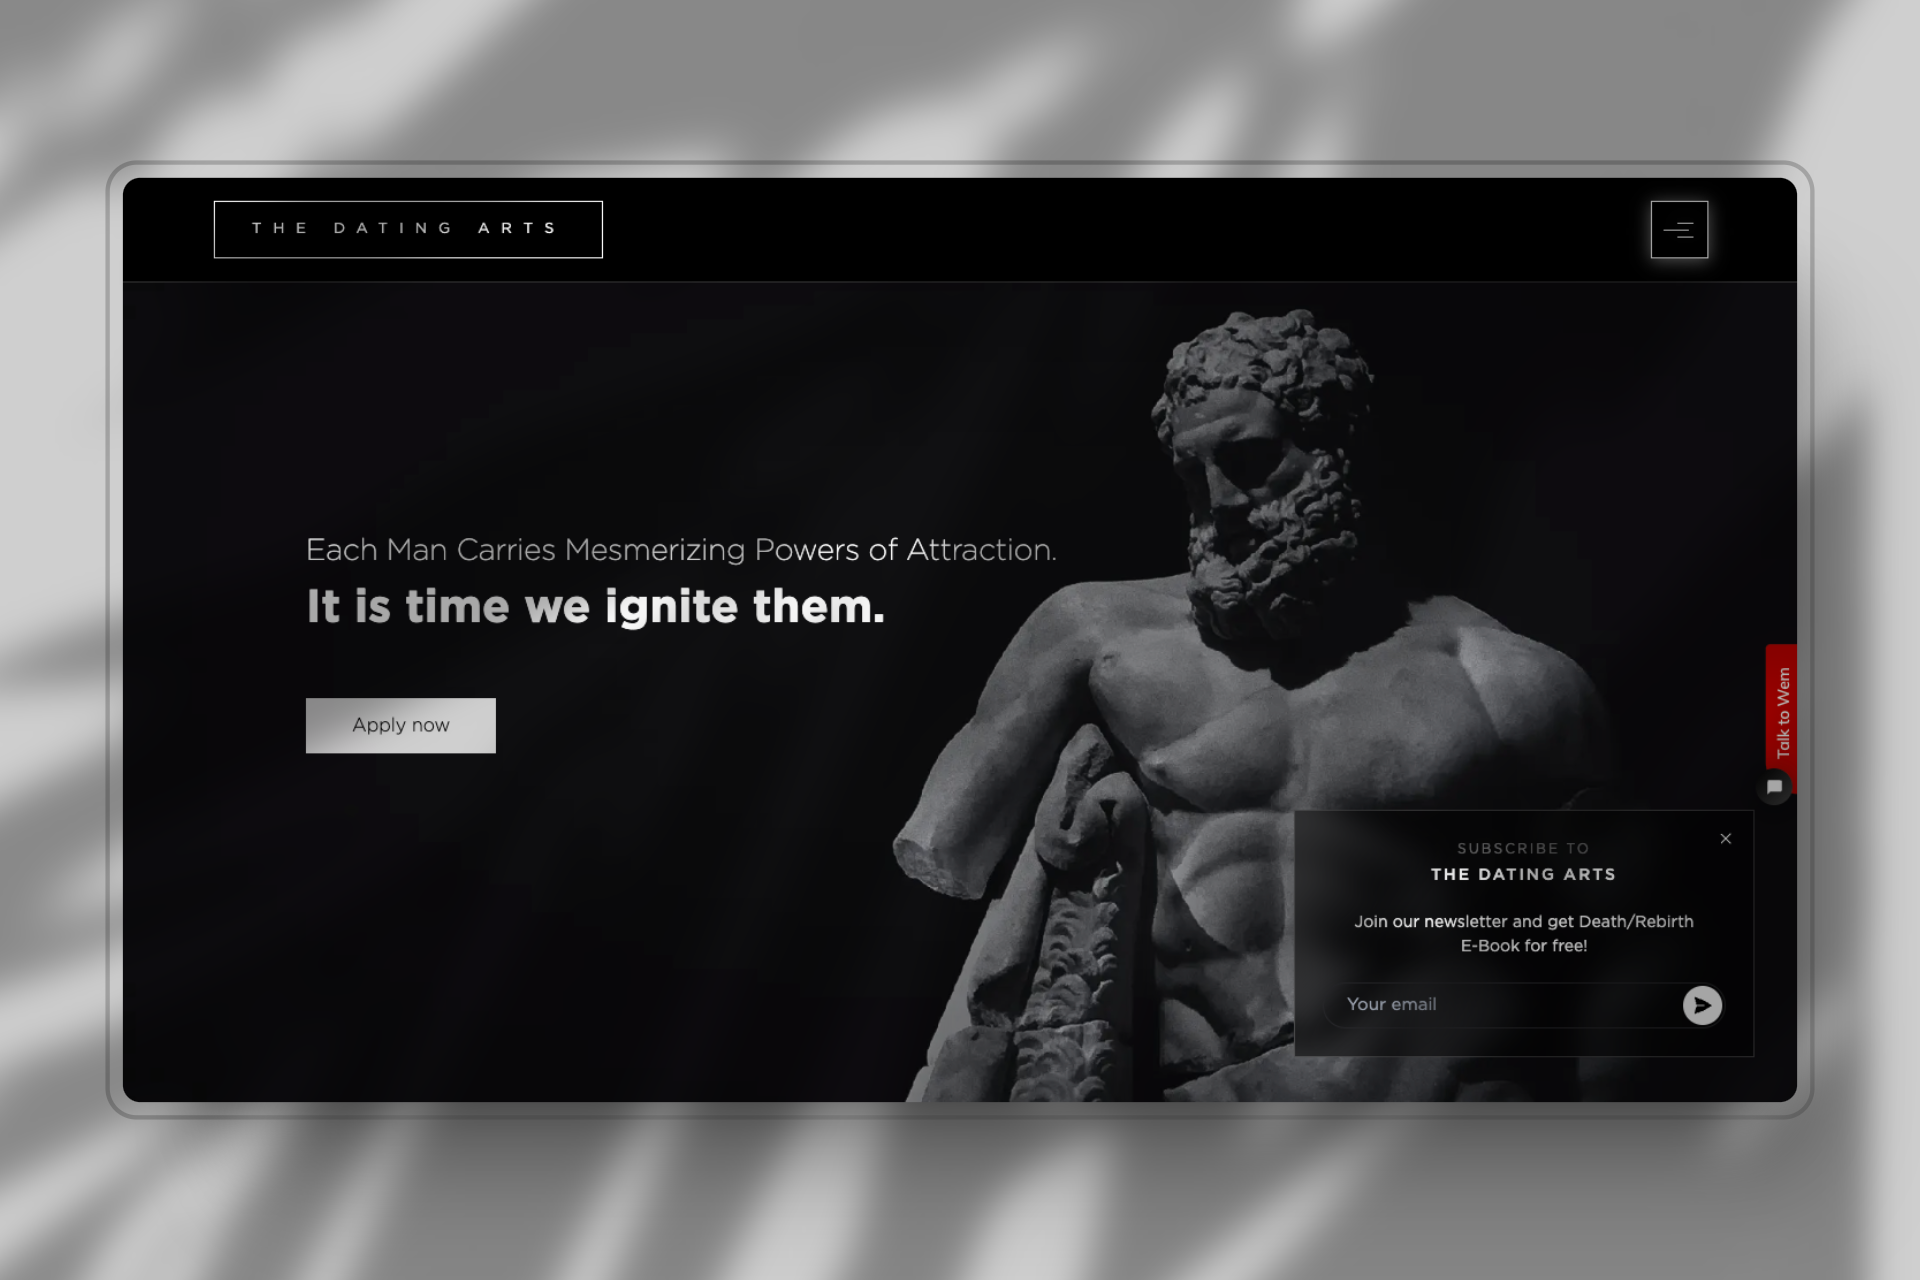 THE DATING ARTS
Each Man Carries Mesmerizing Powers of Attraction.
It is time we ignite them.
Apply now
Talk to Wem
SUBSCRIBE TO
THE DATING ARTS
Join our newsletter and get Death/Rebirth
E-Book for free!
Your email